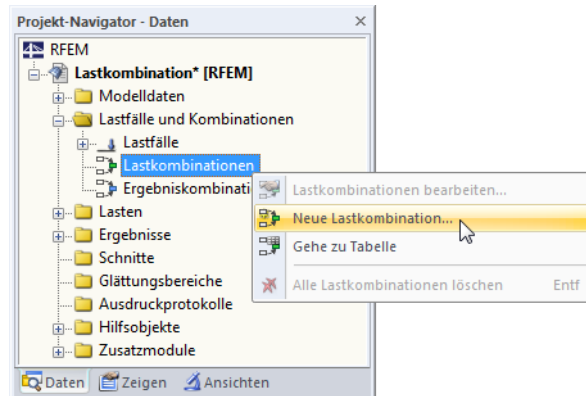 Projekt-Navigator - Daten
RFEM
Lastkombination* [RFEM]
Modelldaten
Lastfälle und Kombinationen
Lastfälle
Lastkombinationen
Ergebniskombinati
Lastkombinationen bearbeiten...
Neue Lastkombination...
Gehe zu Tabelle
Alle Lastkombinationen löschen Entf
Lasten
Ergebnisse
Schnitte
Glättungsbereiche
Ausdruckprotokolle
Hilfsobjekte
Zusatzmodule
Daten Zeigen Ansichten